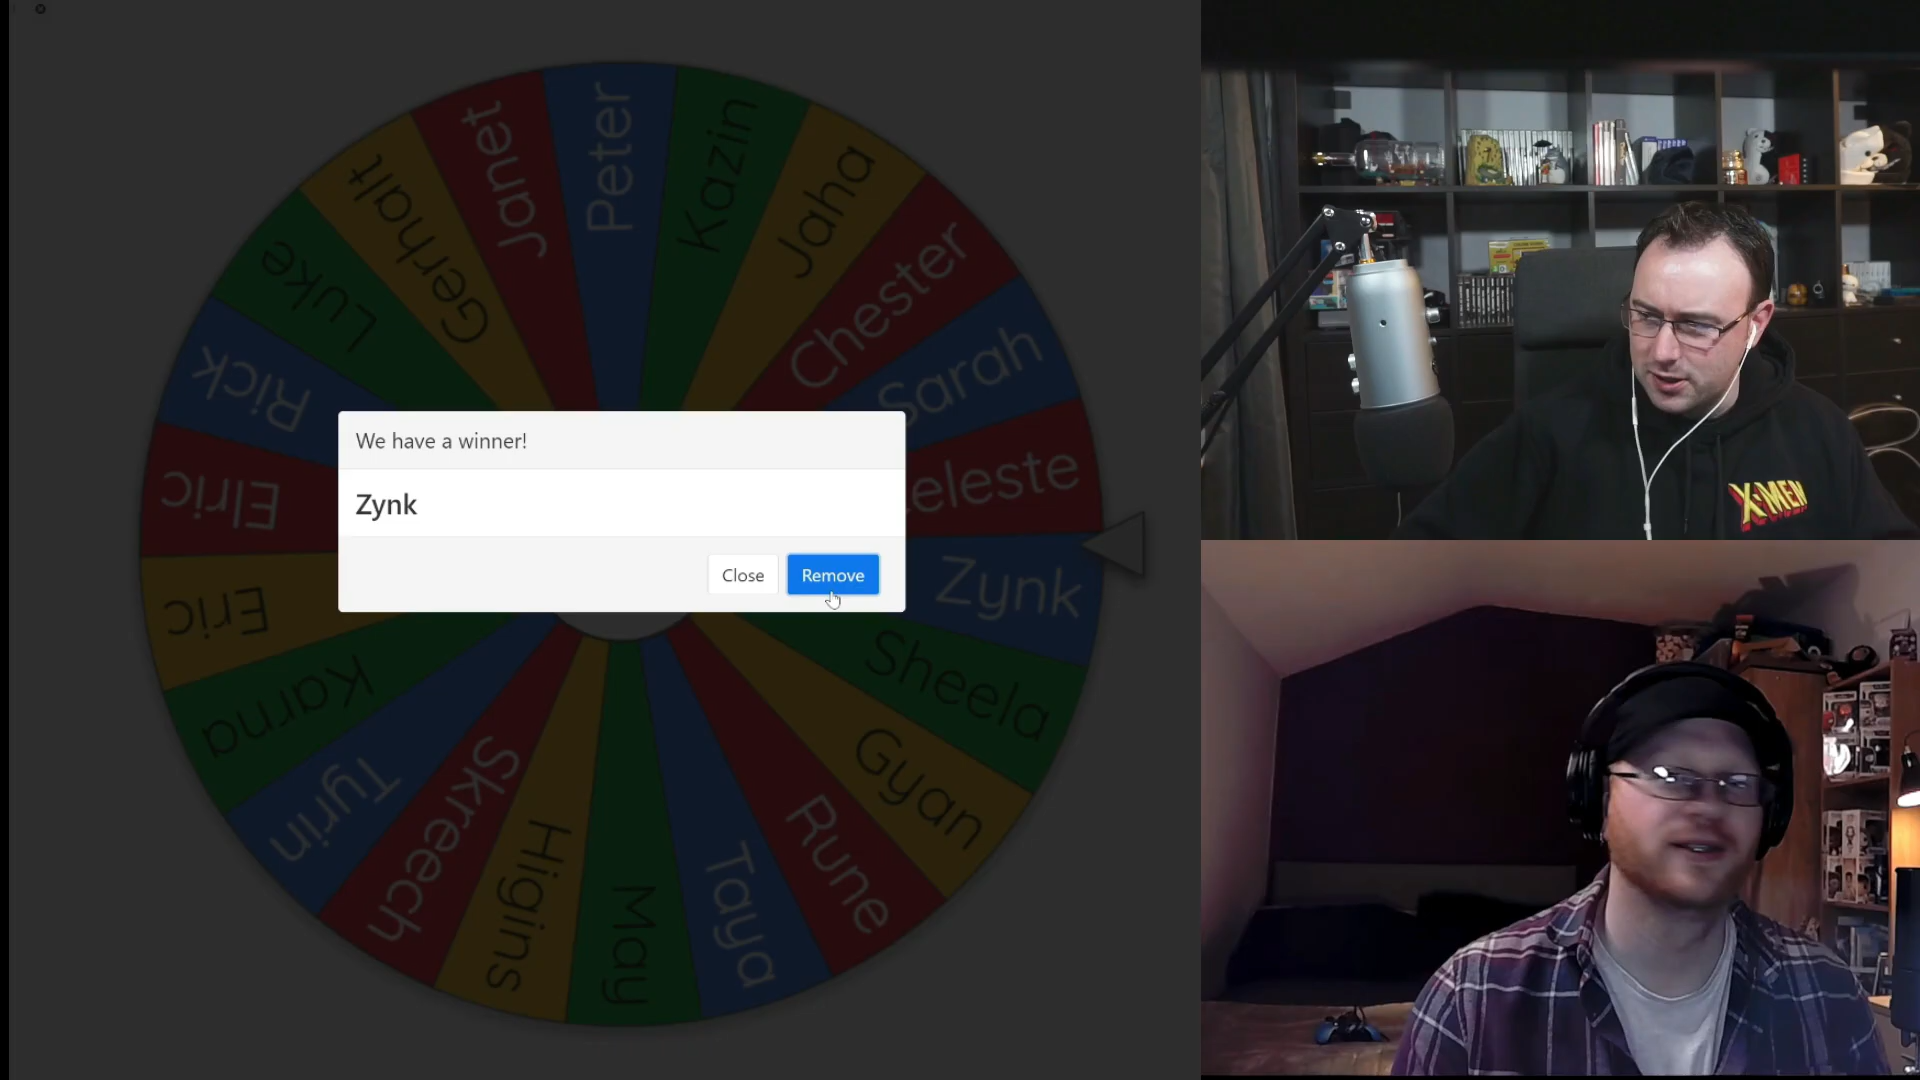 Peter
Kazin
Jaha
Chester
Sarah
eleste
Zynk
Sheela
Gyan
Rune
Taya
May
Higins
Skreech
Tyrin
Karna
Eric
Elric
Rick
Luke
Gerhalt
Janet
We have a winner!
Zynk
Close
Remove
X-MEN